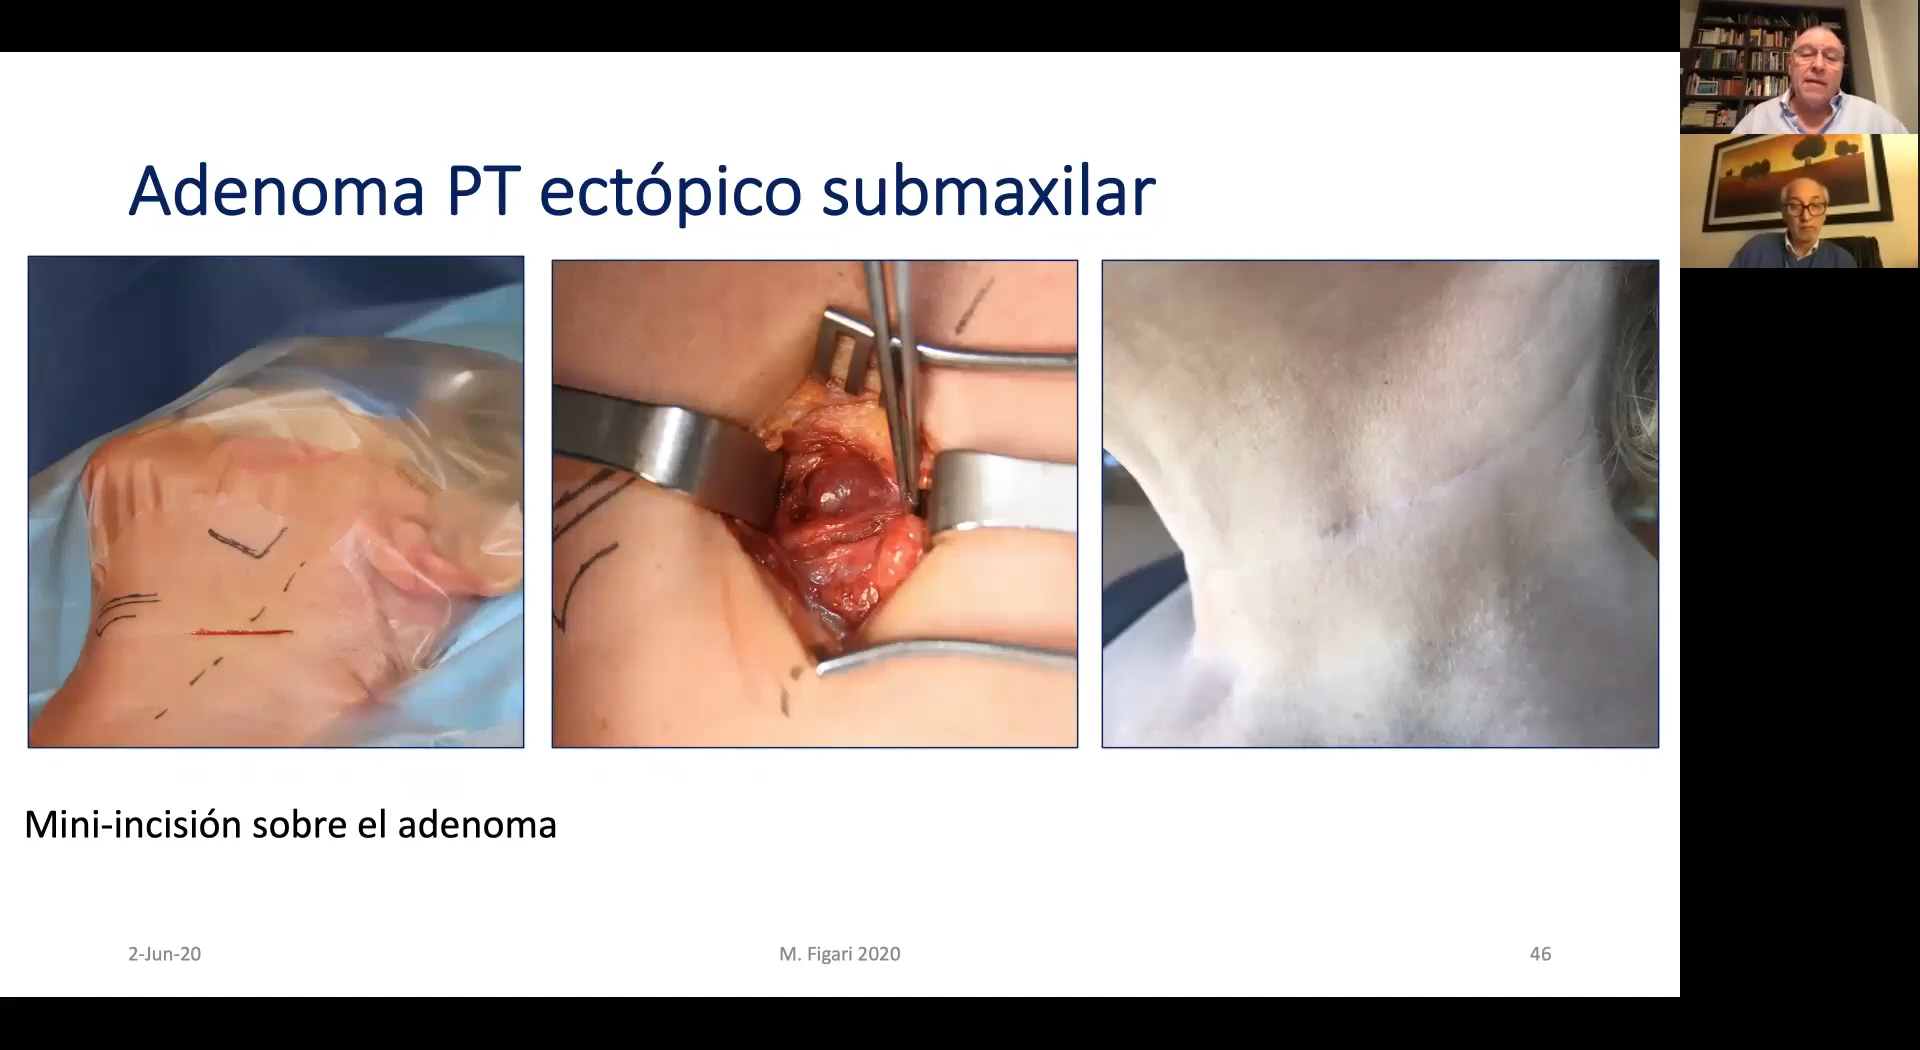 Adenoma PT ectópico submaxilar
Mini-incisión sobre el adenoma
2-Jun-20
M. Figari 2020
46